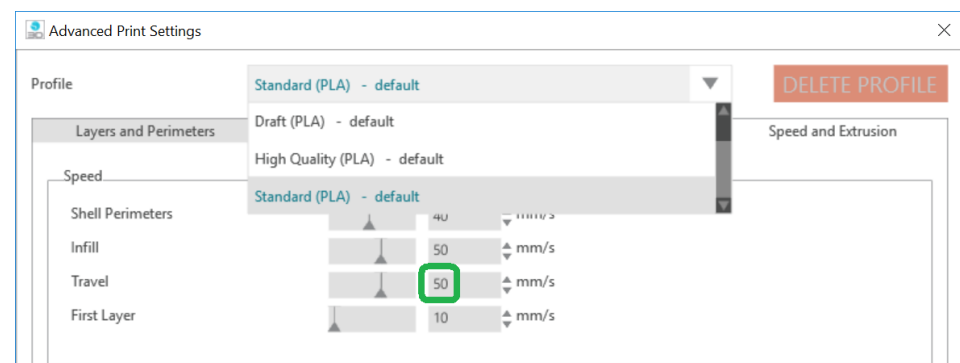 Advanced Print Settings
Profile
Standard (PLA) - default
DELETE PROFILE
Draft (PLA) - default
High Quality (PLA) - default
Standard (PLA) - default
Layers and Perimeters
Speed and Extrusion
Speed
Shell Perimeters 40 mm/s
Infill 50 mm/s
Travel 50 mm/s
First Layer 10 mm/s